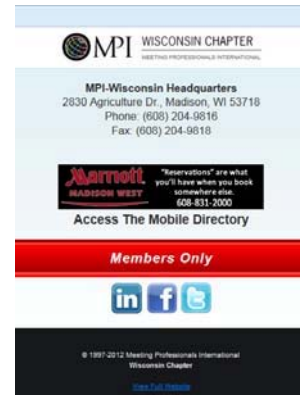 MPI WISCONSIN CHAPTER
MEETING PROFESSIONALS INTERNATIONAL
MPI-Wisconsin Headquarters
2830 Agriculture Dr., Madison, WI 53718
Phone: (608) 204-9816
Fax: (608) 204-9818
Marriott
MADISON WEST
"Reservations" are what
you'll have when you book
somewhere else.
608-831-2000
Access The Mobile Directory
Members Only
in f t
© 1997-2012 Meeting Professionals International
Wisconsin Chapter
View Full Website